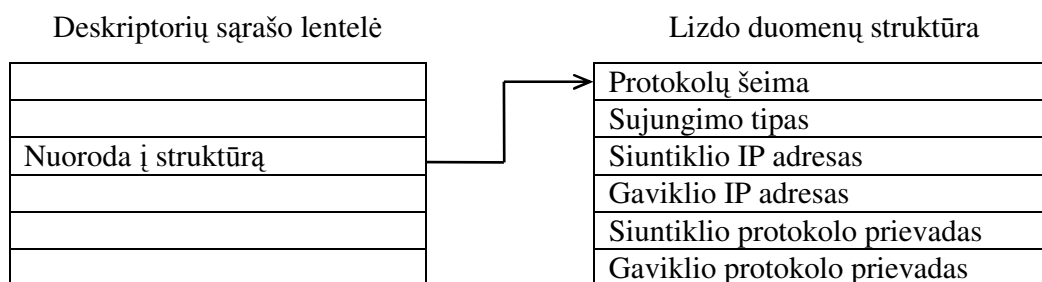 Deskriptorių sąrašo lentelė
Lizdo duomenų struktūra
Nuoroda į struktūrą
Protokolų šeima
Sujungimo tipas
Siuntiklio IP adresas
Gaviklio IP adresas
Siuntiklio protokolo prievadas
Gaviklio protokolo prievadas